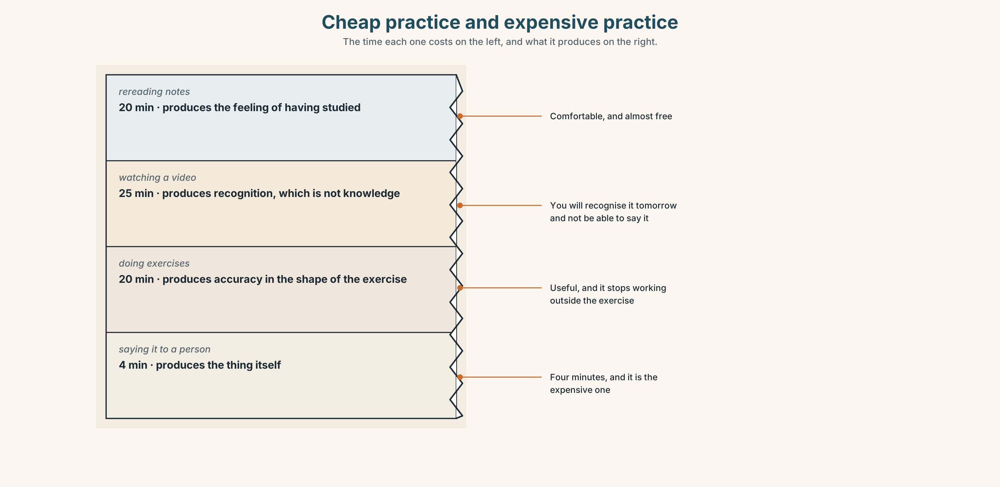 Cheap practice and expensive practice
The time each one costs on the left, and what it produces on the right.
rereading notes
20 min · produces the feeling of having studied
Comfortable, and almost free
watching a video
25 min · produces recognition, which is not knowledge
You will recognise it tomorrow
and not be able to say it
doing exercises
20 min · produces accuracy in the shape of the exercise
Useful, and it stops working
outside the exercise
saying it to a person
4 min · produces the thing itself
Four minutes, and it is the
expensive one